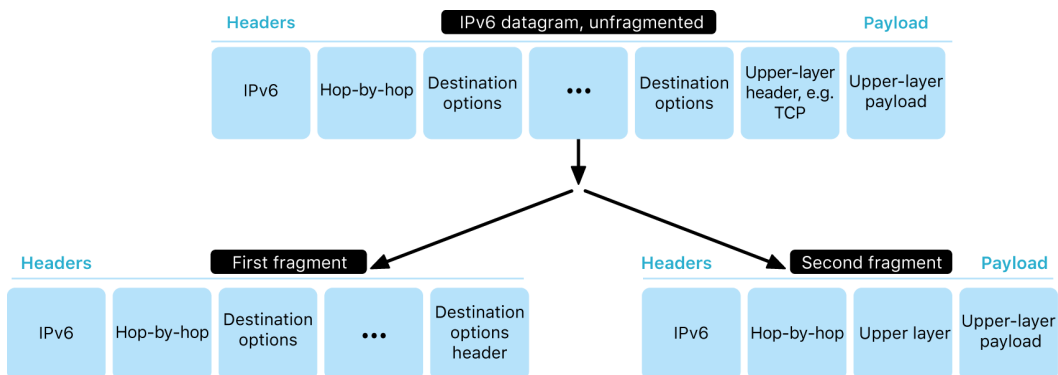 Headers
IPv6 datagram, unfragmented
Payload
IPv6
Hop-by-hop
Destination
options
...
Destination
options
Upper-layer
header, e.g.
TCP
Upper-layer
payload
Headers
First fragment
IPv6
Hop-by-hop
Destination
options
...
Destination
options
header
Headers
Second fragment
Payload
IPv6
Hop-by-hop
Upper layer
Upper-layer
payload